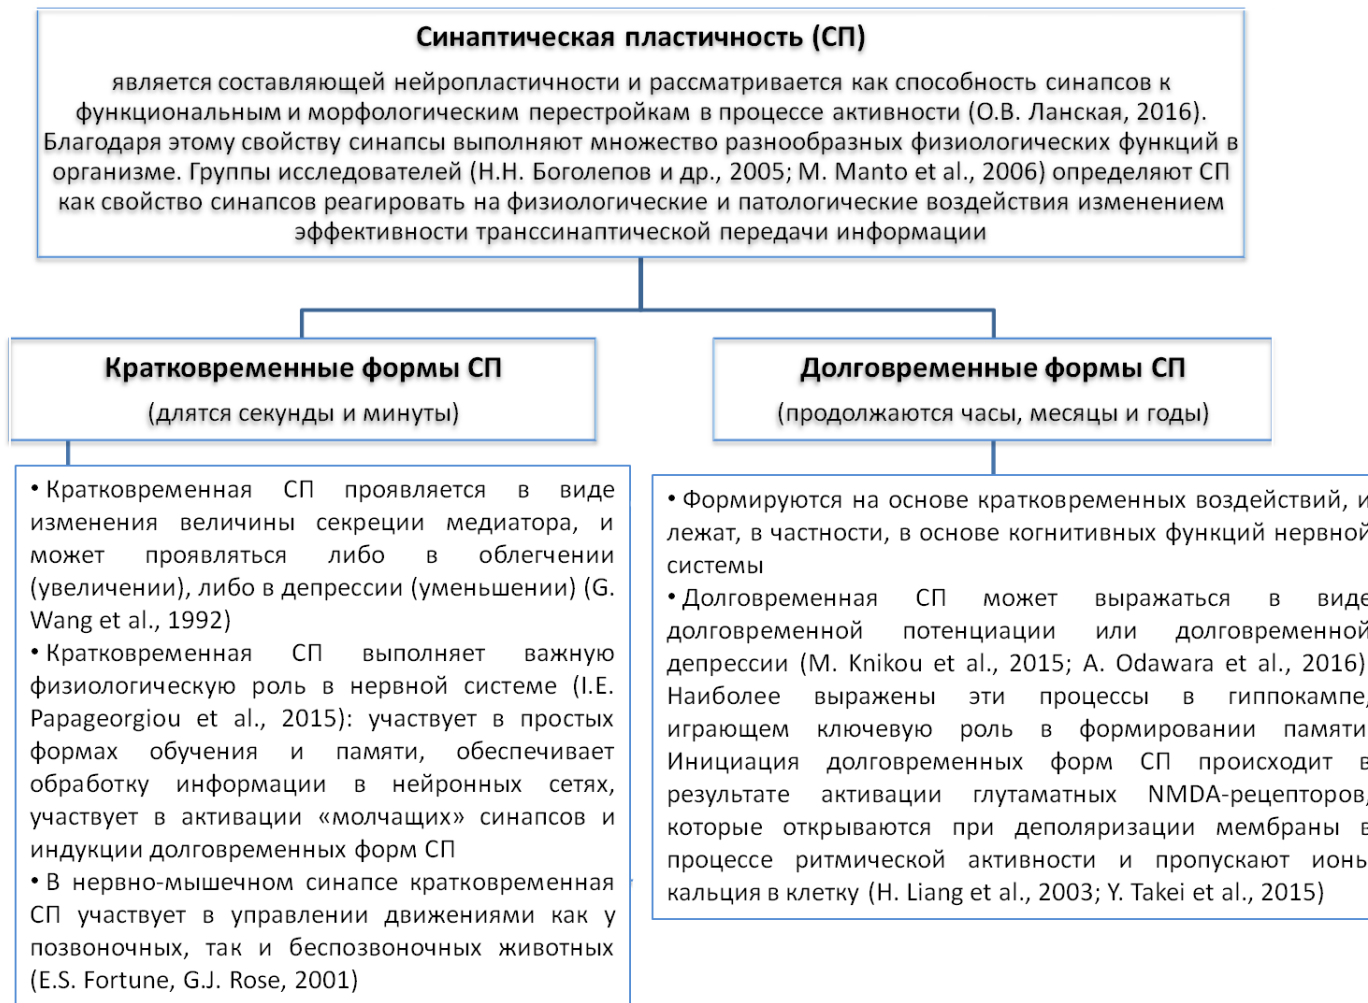 Синаптическая пластичность (СП)
является составляющей нейропластичности и рассматривается как способность синапсов к
функциональным и морфологическим перестройкам в процессе активности (О.В. Ланская, 2016).
Благодаря этому свойству синапсы выполняют множество разнообразных физиологических функций в
организме. Группы исследователей (Н.Н. Боголепов и др., 2005; M. Manto et al., 2006) определяют СП
как свойство синапсов реагировать на физиологические и патологические воздействия изменением
эффективности транссинаптической передачи информации
Кратковременные формы СП
(длятся секунды и минуты)
• Кратковременная СП проявляется в виде
изменения величины секреции медиатора, и
может проявляться либо в облегчении
(увеличении), либо в депрессии (уменьшении) (G.
Wang et al., 1992)
• Кратковременная СП выполняет важную
физиологическую роль в нервной системе (I.E.
Papageorgiou et al., 2015): участвует в простых
формах обучения и памяти, обеспечивает
обработку информации в нейронных сетях,
участвует в активации «молчащих» синапсов и
индукции долговременных форм СП
• В нервно-мышечном синапсе кратковременная
СП участвует в управлении движениями как у
позвоночных, так и беспозвоночных животных
(E.S. Fortune, G.J. Rose, 2001)
Долговременные формы СП
(продолжаются часы, месяцы и годы)
• Формируются на основе кратковременных воздействий, и
лежат, в частности, в основе когнитивных функций нервной
системы
• Долговременная СП может выражаться в виде
долговременной потенциации или долговременной
депрессии (M. Knikou et al., 2015; A. Odawara et al., 2016)
Наиболее выражены эти процессы в гиппокампе,
играющем ключевую роль в формировании памяти
Инициация долговременных форм СП происходит в
результате активации глутаматных NMDA-рецепторов,
которые открываются при деполяризации мембраны в
процессе ритмической активности и пропускают ионы
кальция в клетку (H. Liang et al., 2003; Y. Takei et al., 2015)